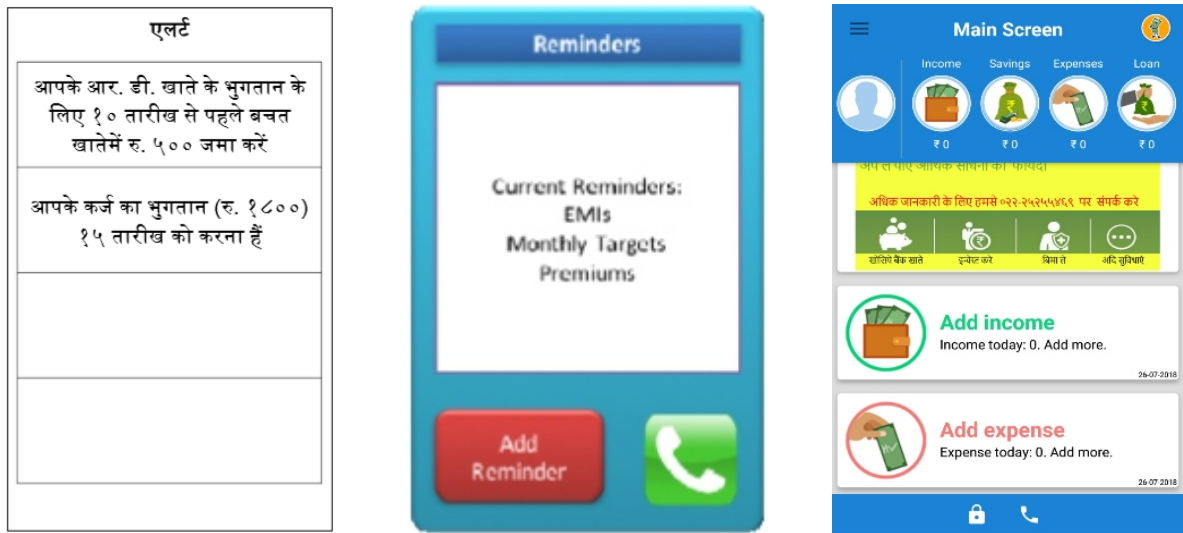 एलर्ट
आपके आर. डी. खाते के भुगतान के
लिए १० तारीख से पहले बचत
खातेमें रु. ५०० जमा करें
आपके कर्ज का भुगतान (रु. १८००)
१५ तारीख को करना हैं
Reminders
Current Reminders:
EMIs
Monthly Targets
Premiums
Add
Reminder
Main Screen
Income Savings Expenses Loan
₹ 0 ₹ 0 ₹ 0 ₹ 0
अधिक जानकारी के लिए हमसे ०२२-२५२५५४६९ पर संपर्क करे
खोलिये बैंक खाते इन्वेस्ट करे बिमा ले आदि सुविधाएं
Add income
Income today: 0. Add more.
26-07-2018
Add expense
Expense today: 0. Add more.
26-07-2018